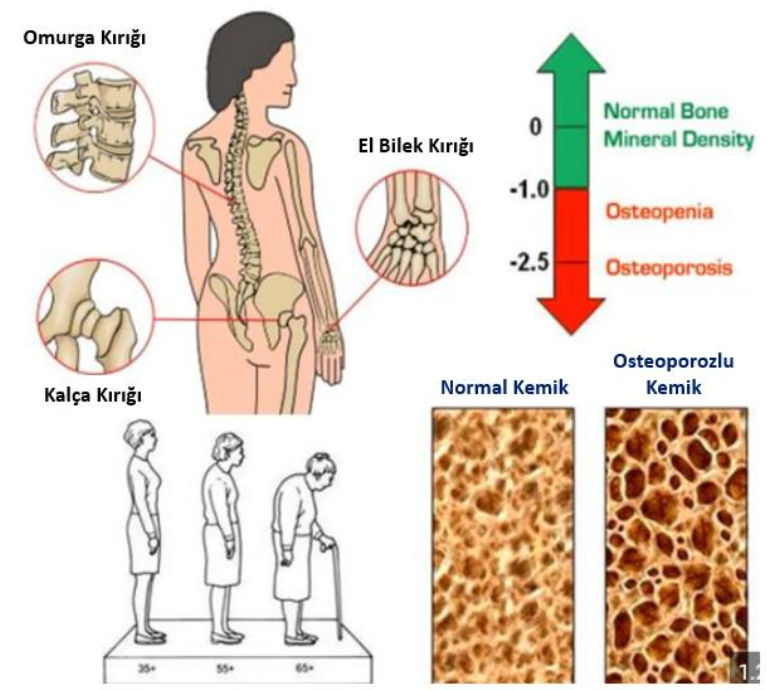 Omurga Kırığı
El Bilek Kırığı
Kalça Kırığı
0
-1.0
-2.5
Normal Bone
Mineral Density
Osteopenia
Osteoporosis
Normal Kemik
Osteoporozlu
Kemik
35+
55+
65+